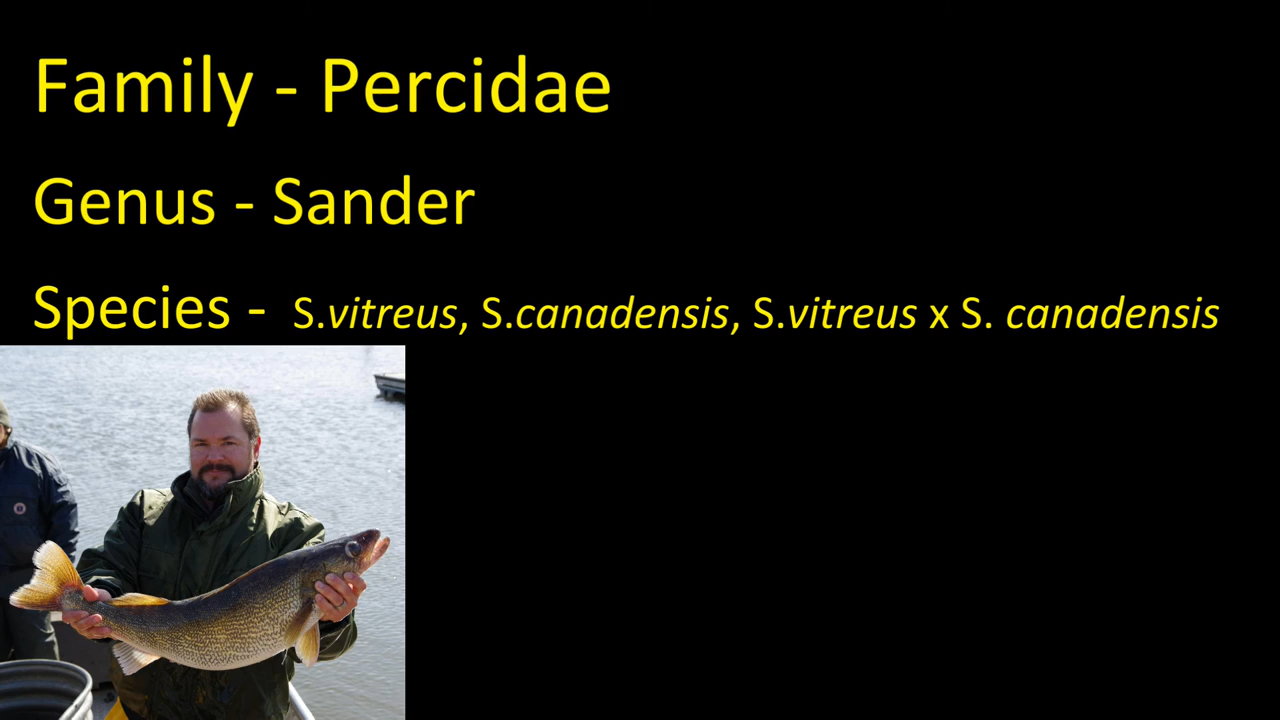 Family - Percidae
Genus - Sander
Species - S.vitreus, S.canadensis, S.vitreus x S. canadensis